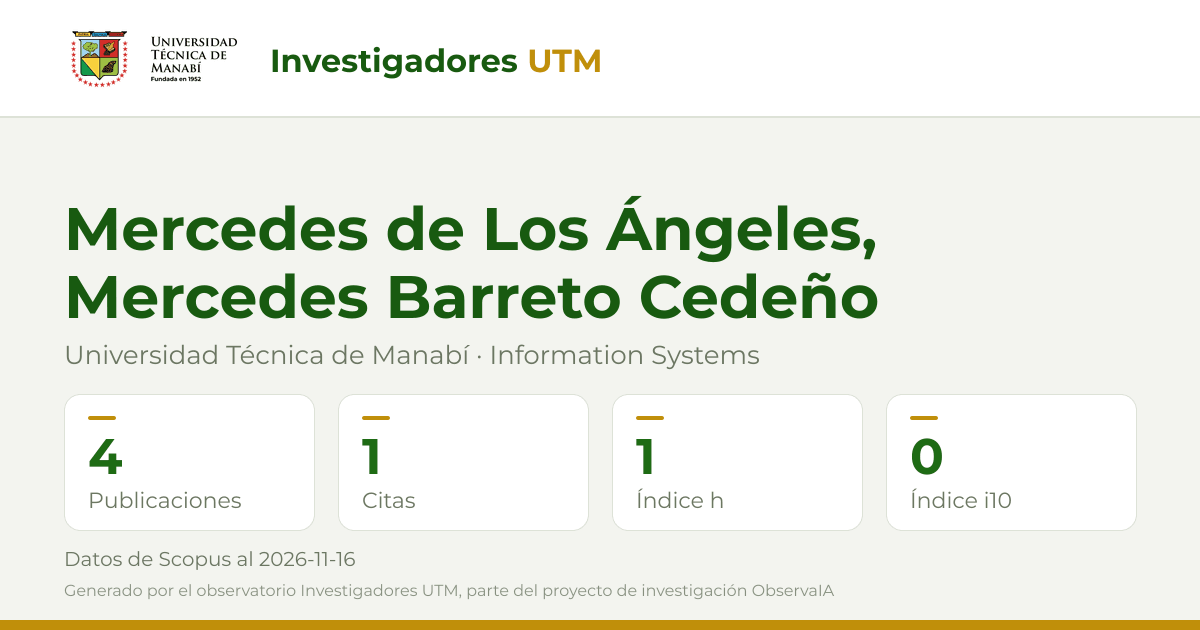 UNIVERSIDAD
TÉCNICA DE
MANABÍ
Fundada en 1952
Investigadores UTM
Mercedes de Los Ángeles,
Mercedes Barreto Cedeño
Universidad Técnica de Manabí · Information Systems
4
Publicaciones
1
Citas
1
Índice h
0
Índice i10
Datos de Scopus al 2026-11-16
Generado por el observatorio Investigadores UTM, parte del proyecto de investigación ObservaIA